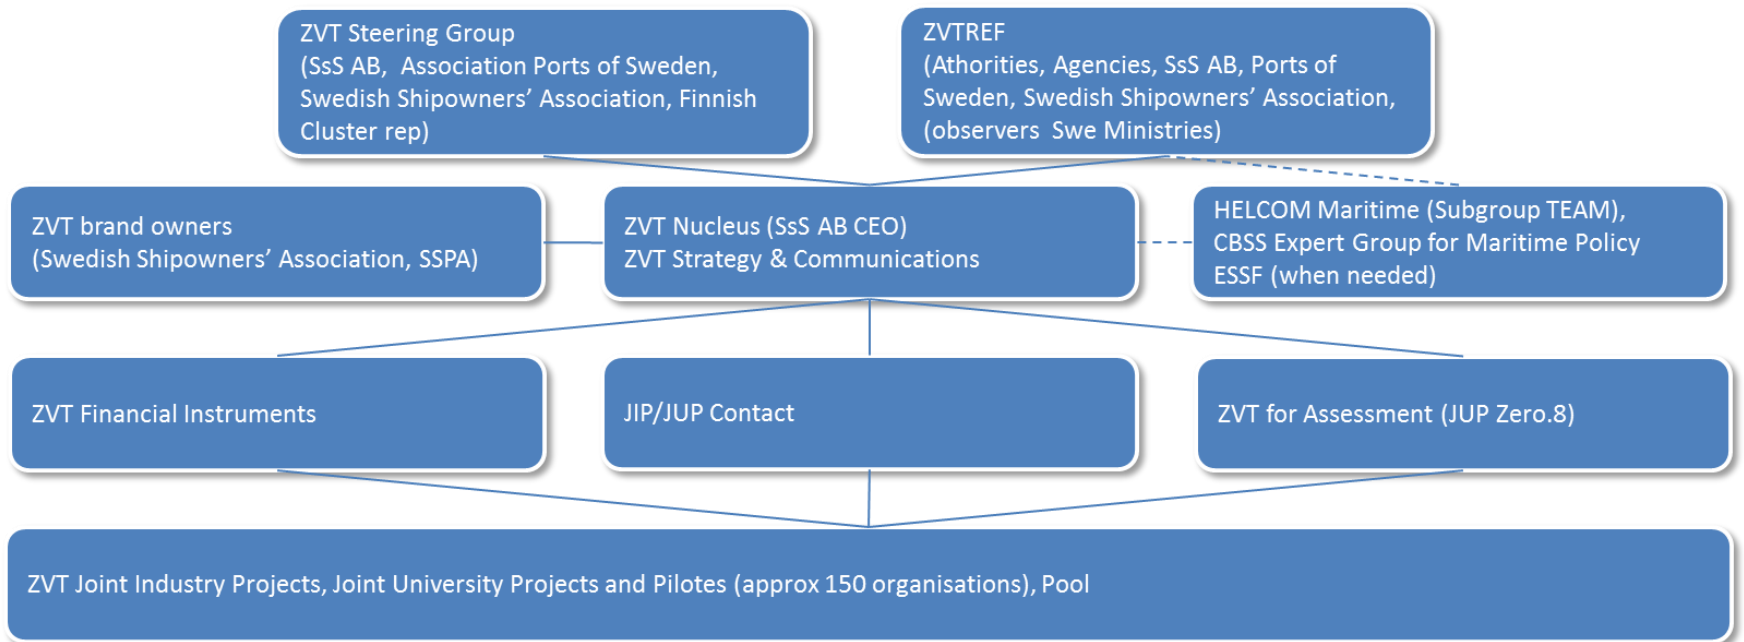 ZVT Steering Group
(SsS AB, Association Ports of Sweden,
Swedish Shipowners’ Association, Finnish
Cluster rep)
ZVTREF
(Athorities, Agencies, SsS AB, Ports of
Sweden, Swedish Shipowners’ Association,
(observers Swe Ministries)
ZVT brand owners
(Swedish Shipowners’ Association, SSPA)
ZVT Nucleus (SsS AB CEO)
ZVT Strategy & Communications
HELCOM Maritime (Subgroup TEAM),
CBSS Expert Group for Maritime Policy
ESSF (when needed)
ZVT Financial Instruments
JIP/JUP Contact
ZVT for Assessment (JUP Zero.8)
ZVT Joint Industry Projects, Joint University Projects and Pilotes (approx 150 organisations), Pool